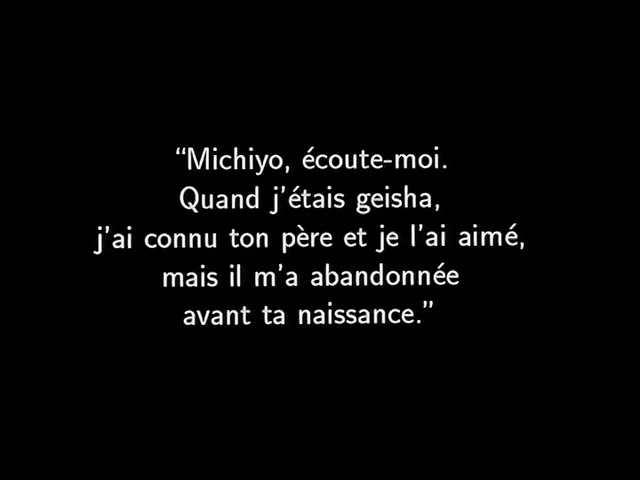 “Michiyo, écoute-moi.
Quand j’étais geisha,
j’ai connu ton père et je l’ai aimé,
mais il m’a abandonnée
avant ta naissance.”